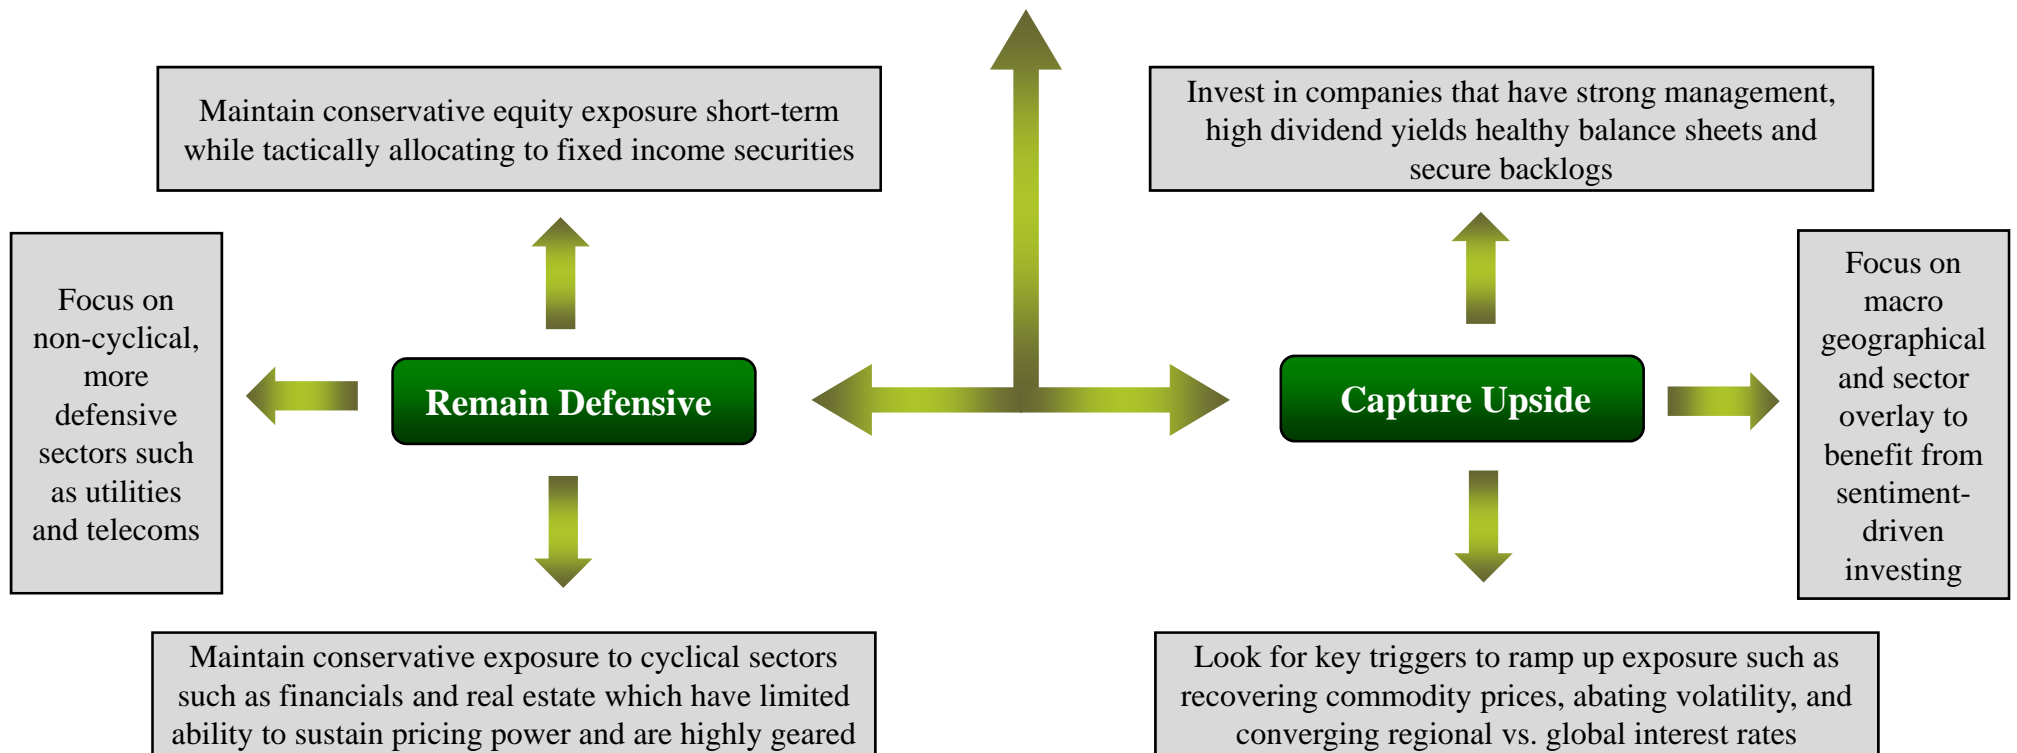 Maintain conservative equity exposure short-term
while tactically allocating to fixed income securities
Invest in companies that have strong management,
high dividend yields healthy balance sheets and
secure backlogs
Focus on
non-cyclical,
more
defensive
sectors such
as utilities
and telecoms
Remain Defensive
Capture Upside
Focus on
macro
geographical
and sector
overlay to
benefit from
sentiment-
driven
investing
Maintain conservative exposure to cyclical sectors
such as financials and real estate which have limited
ability to sustain pricing power and are highly geared
Look for key triggers to ramp up exposure such as
recovering commodity prices, abating volatility, and
converging regional vs. global interest rates